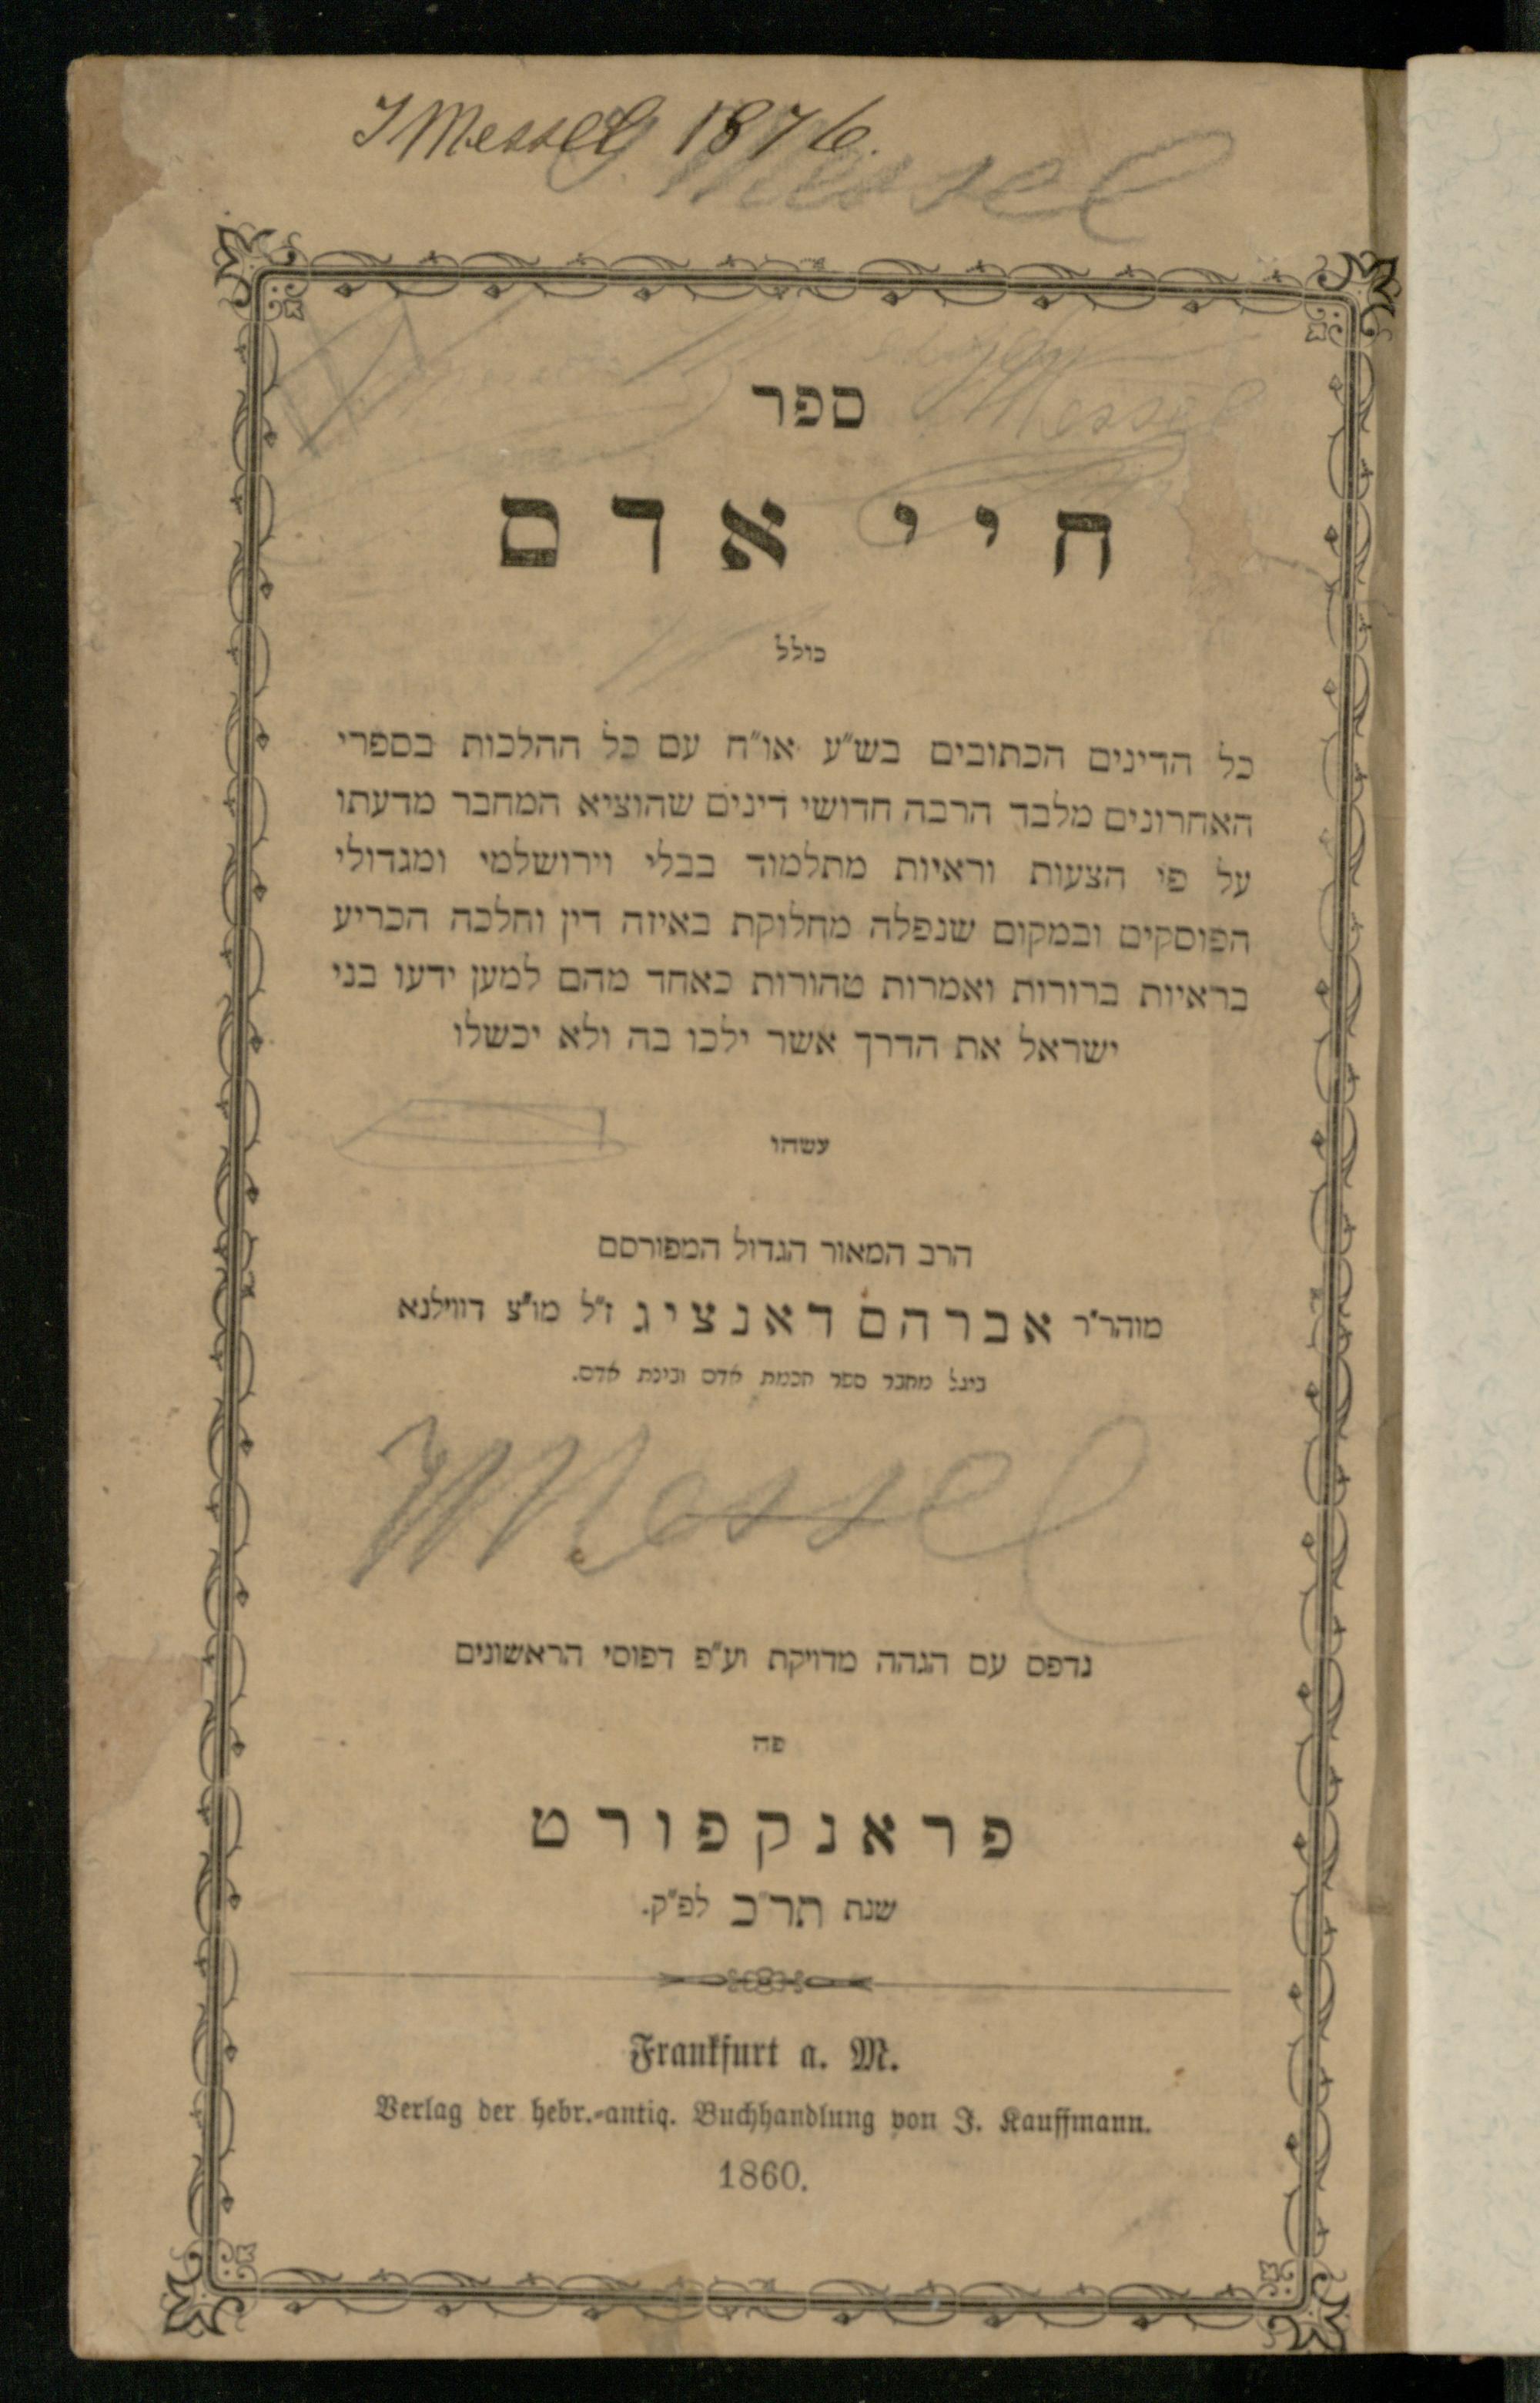 J Messel 1876.
Messel
Messel
ספר
חיי אדם
כולל
כל הדינים הכתובים בש"ע או"ח עם כל ההלכות בספרי
האחרונים מלבד הרבה חדושי דינים שהוציא המחבר מדעתו
על פי הצעות וראיות מתלמוד בבלי וירושלמי ומגדולי
הפוסקים ובמקום שנפלה מחלוקת באיזה דין והלכה הכריע
בראיות ברורות ואמרות טהורות כאחד מהם למען ידעו בני
ישראל את הדרך אשר ילכו בה ולא יכשלו
עשהו
הרב המאור הגדול המפורסם
מוהר"ר אברהם דאנציג ז"ל מו"צ דווילנא
בעל מחבר ספר חכמת אדם ובינת אדם.
J Messel
נדפס עם הגהה מדויקת וע"פ דפוסי הראשונים
פה
פראנקפורט
שנת תר"כ לפ"ק.
Frankfurt a. M.
Verlag der hebr.-antiq. Buchhandlung von J. Kauffmann.
1860.